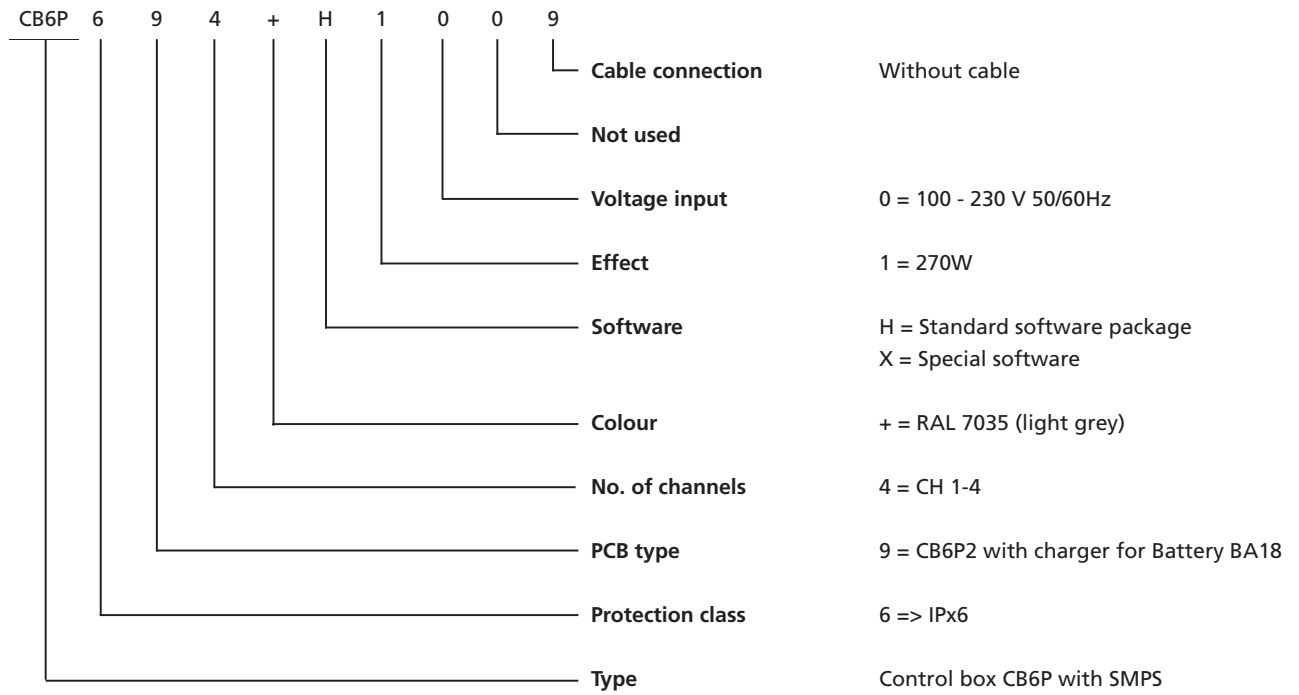 CB6P 6 9 4 + H 1 0 0 9
Cable connection Without cable
Not used
Voltage input 0 = 100 - 230 V 50/60Hz
Effect 1 = 270W
Software H = Standard software package
X = Special software
Colour + = RAL 7035 (light grey)
No. of channels 4 = CH 1-4
PCB type 9 = CB6P2 with charger for Battery BA18
Protection class 6 => IPx6
Type Control box CB6P with SMPS